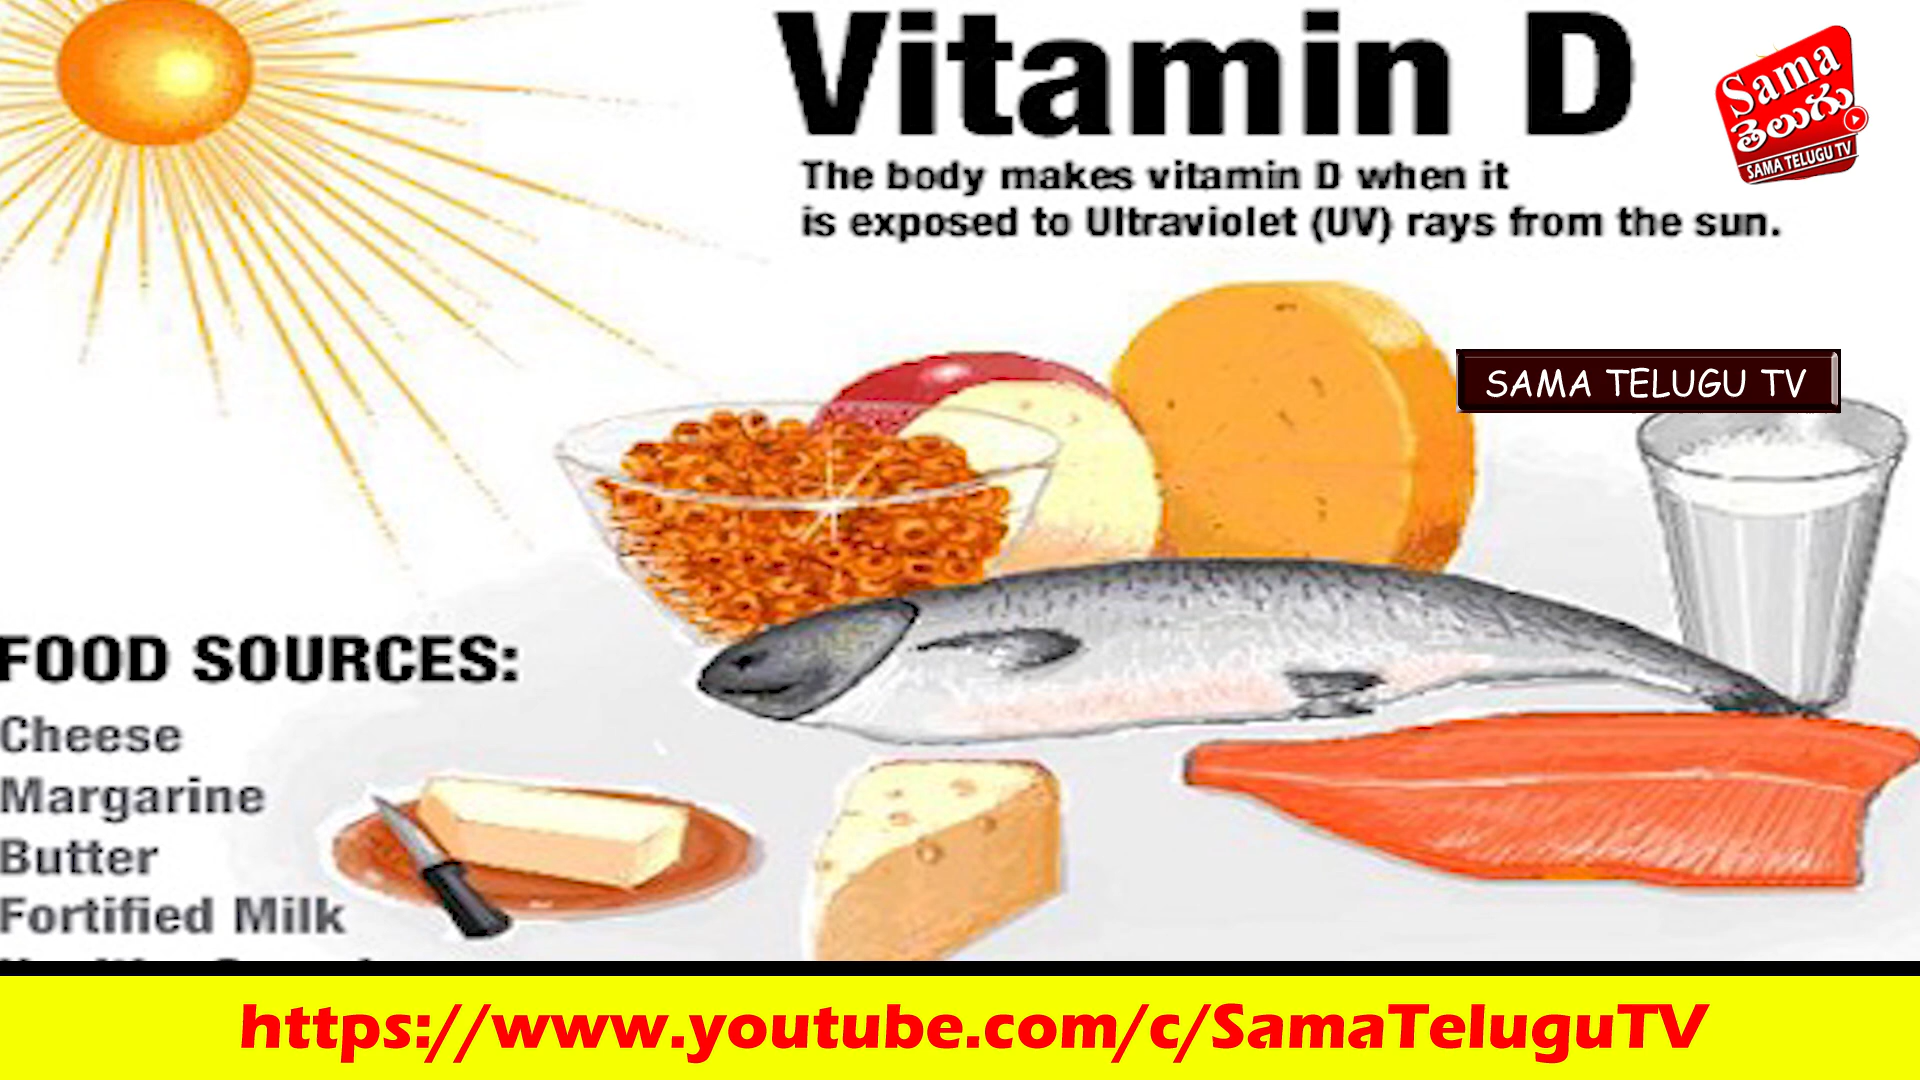 Vitamin D
The body makes vitamin D when it
is exposed to Ultraviolet (UV) rays from the sun.
Sama
తెలుగు
SAMA TELUGU TV
SAMA TELUGU TV
FOOD SOURCES:
Cheese
Margarine
Butter
Fortified Milk
https://www.youtube.com/c/SamaTeluguTV